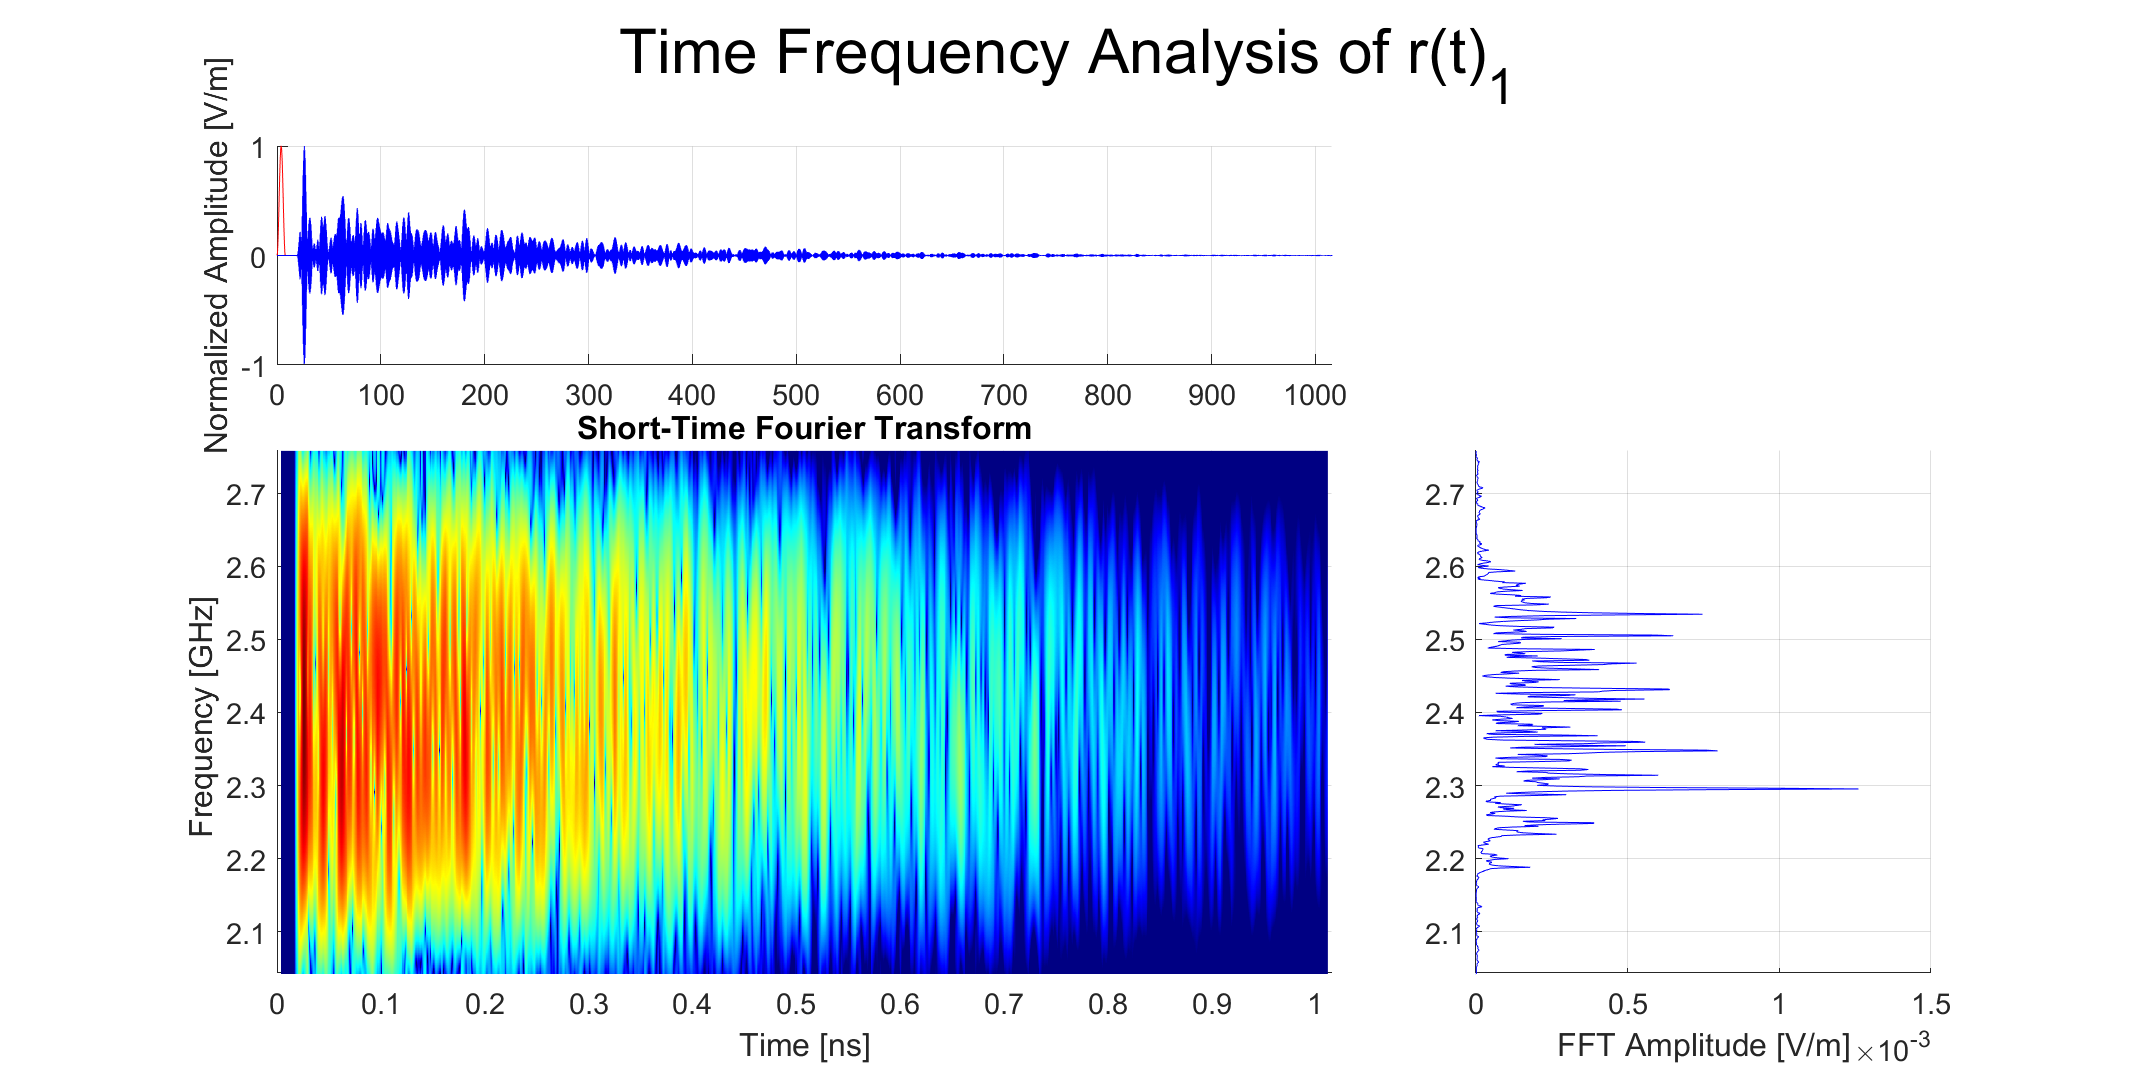 Time Frequency Analysis of r(t)₁
Normalized Amplitude [V/m]
1
0
-1
0 100 200 300 400 500 600 700 800 900 1000
Short-Time Fourier Transform
Frequency [GHz]
2.7
2.6
2.5
2.4
2.3
2.2
2.1
0 0.1 0.2 0.3 0.4 0.5 0.6 0.7 0.8 0.9 1
Time [ns]
2.7
2.6
2.5
2.4
2.3
2.2
2.1
0 0.5 1 1.5
FFT Amplitude [V/m] ×10⁻³